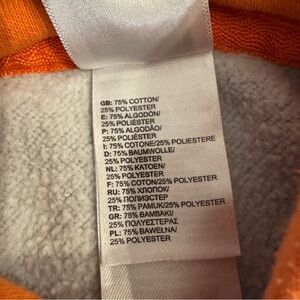 GB: 75% COTTON/
25% POLYESTER
E: 75% ALGODÓN/
25% POLIÉSTER
P: 75% ALGODÃO/
25% POLIÉSTER
I: 75% COTONE/25% POLIESTERE
D: 75% BAUMWOLLE/
25% POLYESTER
NL: 75% KATOEN/
25% POLYESTER
F: 75% COTON/25% POLYESTER
RU: 75% ХЛОПОК/
25% ПОЛИЭСТЕР
TR: 75% PAMUK/25% POLYESTER
GR: 75% ΒΑΜΒΑΚΙ/
25% ΠΟΛΥΕΣΤΕΡΑΣ
PL: 75% BAWEŁNA/
25% POLYESTER